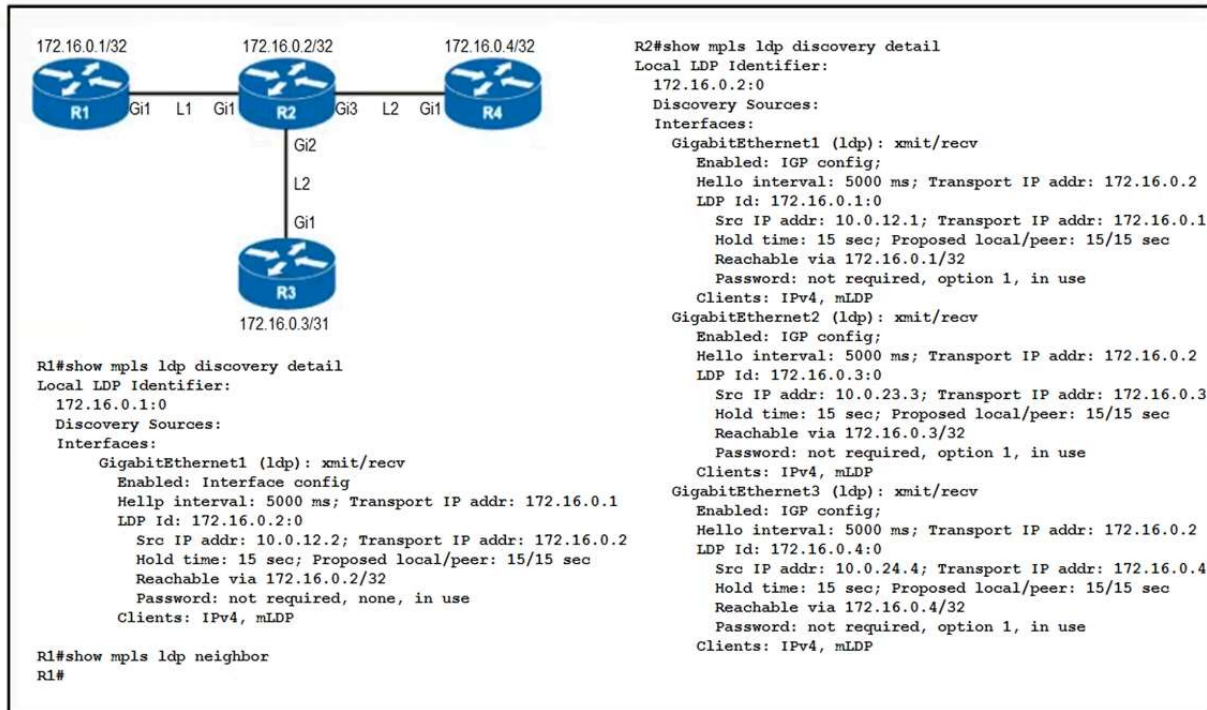 172.16.0.1/32
172.16.0.2/32
172.16.0.4/32
R1
Gi1
L1
Gi1
R2
Gi3
L2
Gi1
R4
Gi2
L2
Gi1
R3
172.16.0.3/31
R1#show mpls ldp discovery detail
Local LDP Identifier:
172.16.0.1:0
Discovery Sources:
Interfaces:
GigabitEthernet1 (ldp): xmit/recv
Enabled: Interface config
Hellp interval: 5000 ms; Transport IP addr: 172.16.0.1
LDP Id: 172.16.0.2:0
Src IP addr: 10.0.12.2; Transport IP addr: 172.16.0.2
Hold time: 15 sec; Proposed local/peer: 15/15 sec
Reachable via 172.16.0.2/32
Password: not required, none, in use
Clients: IPv4, mLDP
R1#show mpls ldp neighbor
R1#
R2#show mpls ldp discovery detail
Local LDP Identifier:
172.16.0.2:0
Discovery Sources:
Interfaces:
GigabitEthernet1 (ldp): xmit/recv
Enabled: IGP config;
Hello interval: 5000 ms; Transport IP addr: 172.16.0.2
LDP Id: 172.16.0.1:0
Src IP addr: 10.0.12.1; Transport IP addr: 172.16.0.1
Hold time: 15 sec; Proposed local/peer: 15/15 sec
Reachable via 172.16.0.1/32
Password: not required, option 1, in use
Clients: IPv4, mLDP
GigabitEthernet2 (ldp): xmit/recv
Enabled: IGP config;
Hello interval: 5000 ms; Transport IP addr: 172.16.0.2
LDP Id: 172.16.0.3:0
Src IP addr: 10.0.23.3; Transport IP addr: 172.16.0.3
Hold time: 15 sec; Proposed local/peer: 15/15 sec
Reachable via 172.16.0.3/32
Password: not required, option 1, in use
Clients: IPv4, mLDP
GigabitEthernet3 (ldp): xmit/recv
Enabled: IGP config;
Hello interval: 5000 ms; Transport IP addr: 172.16.0.2
LDP Id: 172.16.0.4:0
Src IP addr: 10.0.24.4; Transport IP addr: 172.16.0.4
Hold time: 15 sec; Proposed local/peer: 15/15 sec
Reachable via 172.16.0.4/32
Password: not required, option 1, in use
Clients: IPv4, mLDP